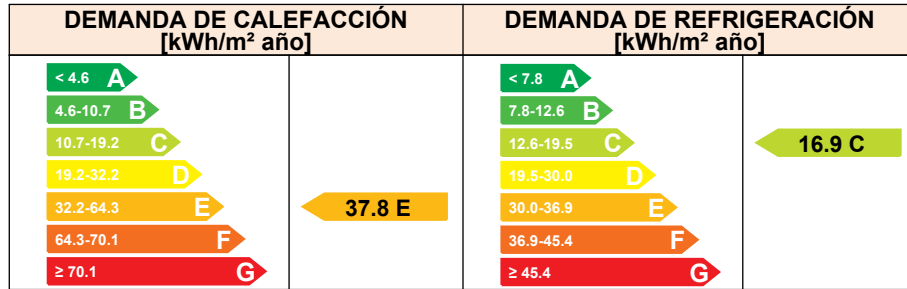 DEMANDA DE CALEFACCIÓN
[kWh/m² año]
DEMANDA DE REFRIGERACIÓN
[kWh/m² año]
< 4.6 A
4.6-10.7 B
10.7-19.2 C
19.2-32.2 D
32.2-64.3 E
64.3-70.1 F
≥ 70.1 G
37.8 E
< 7.8 A
7.8-12.6 B
12.6-19.5 C
19.5-30.0 D
30.0-36.9 E
36.9-45.4 F
≥ 45.4 G
16.9 C